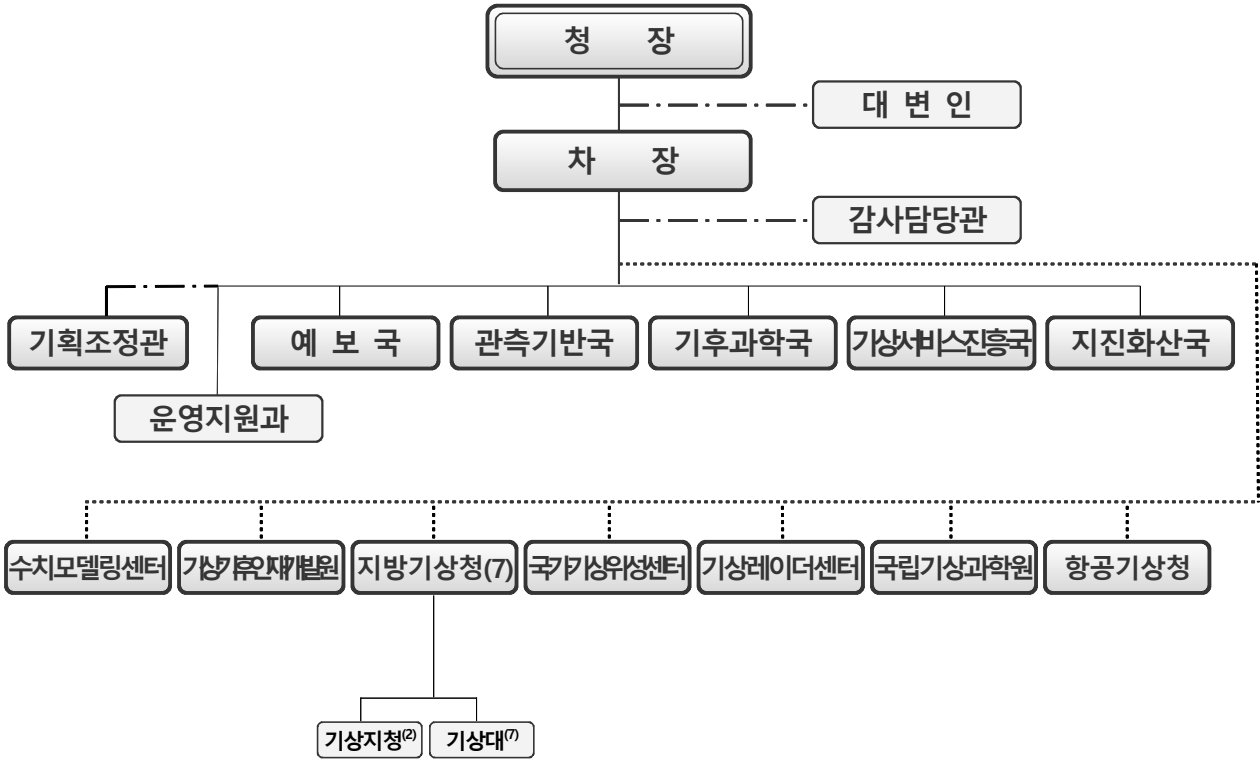 청 장
대 변 인
차 장
감사담당관
기획조정관
예 보 국
관측기반국
기후과학국
기상서비스진흥국
지진화산국
운영지원과
수치모델링센터
기상기후인재개발원
지방기상청(7)
국가기상위성센터
기상레이더센터
국립기상과학원
항공기상청
기상지청(2)
기상대(7)